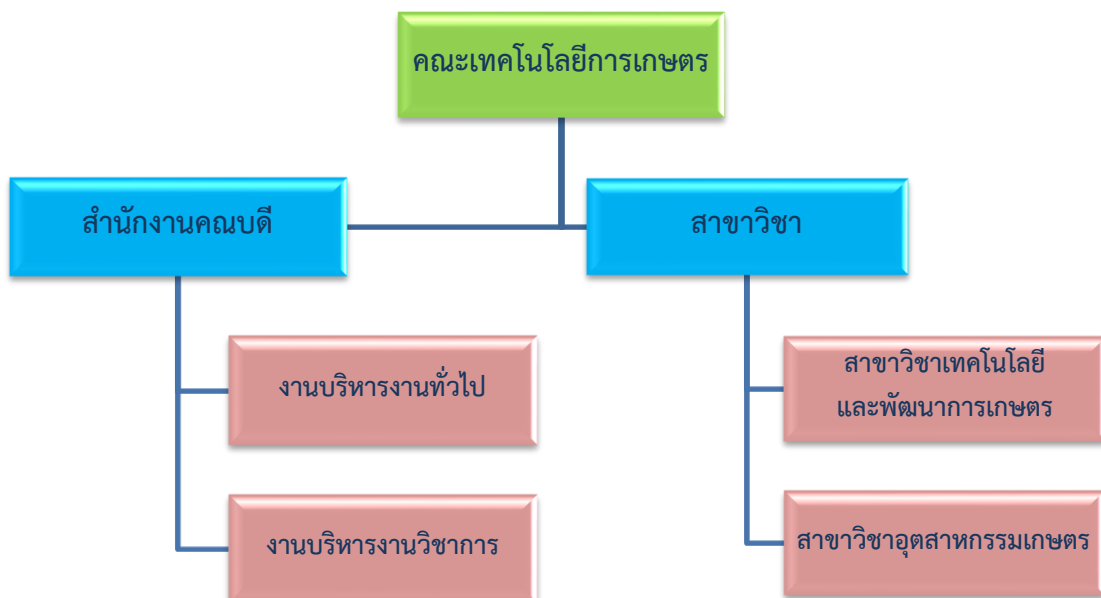 คณะเทคโนโลยีการเกษตร
สำนักงานคณบดี
สาขาวิชา
งานบริหารงานทั่วไป
สาขาวิชาเทคโนโลยี
และพัฒนาการเกษตร
งานบริหารงานวิชาการ
สาขาวิชาอุตสาหกรรมเกษตร